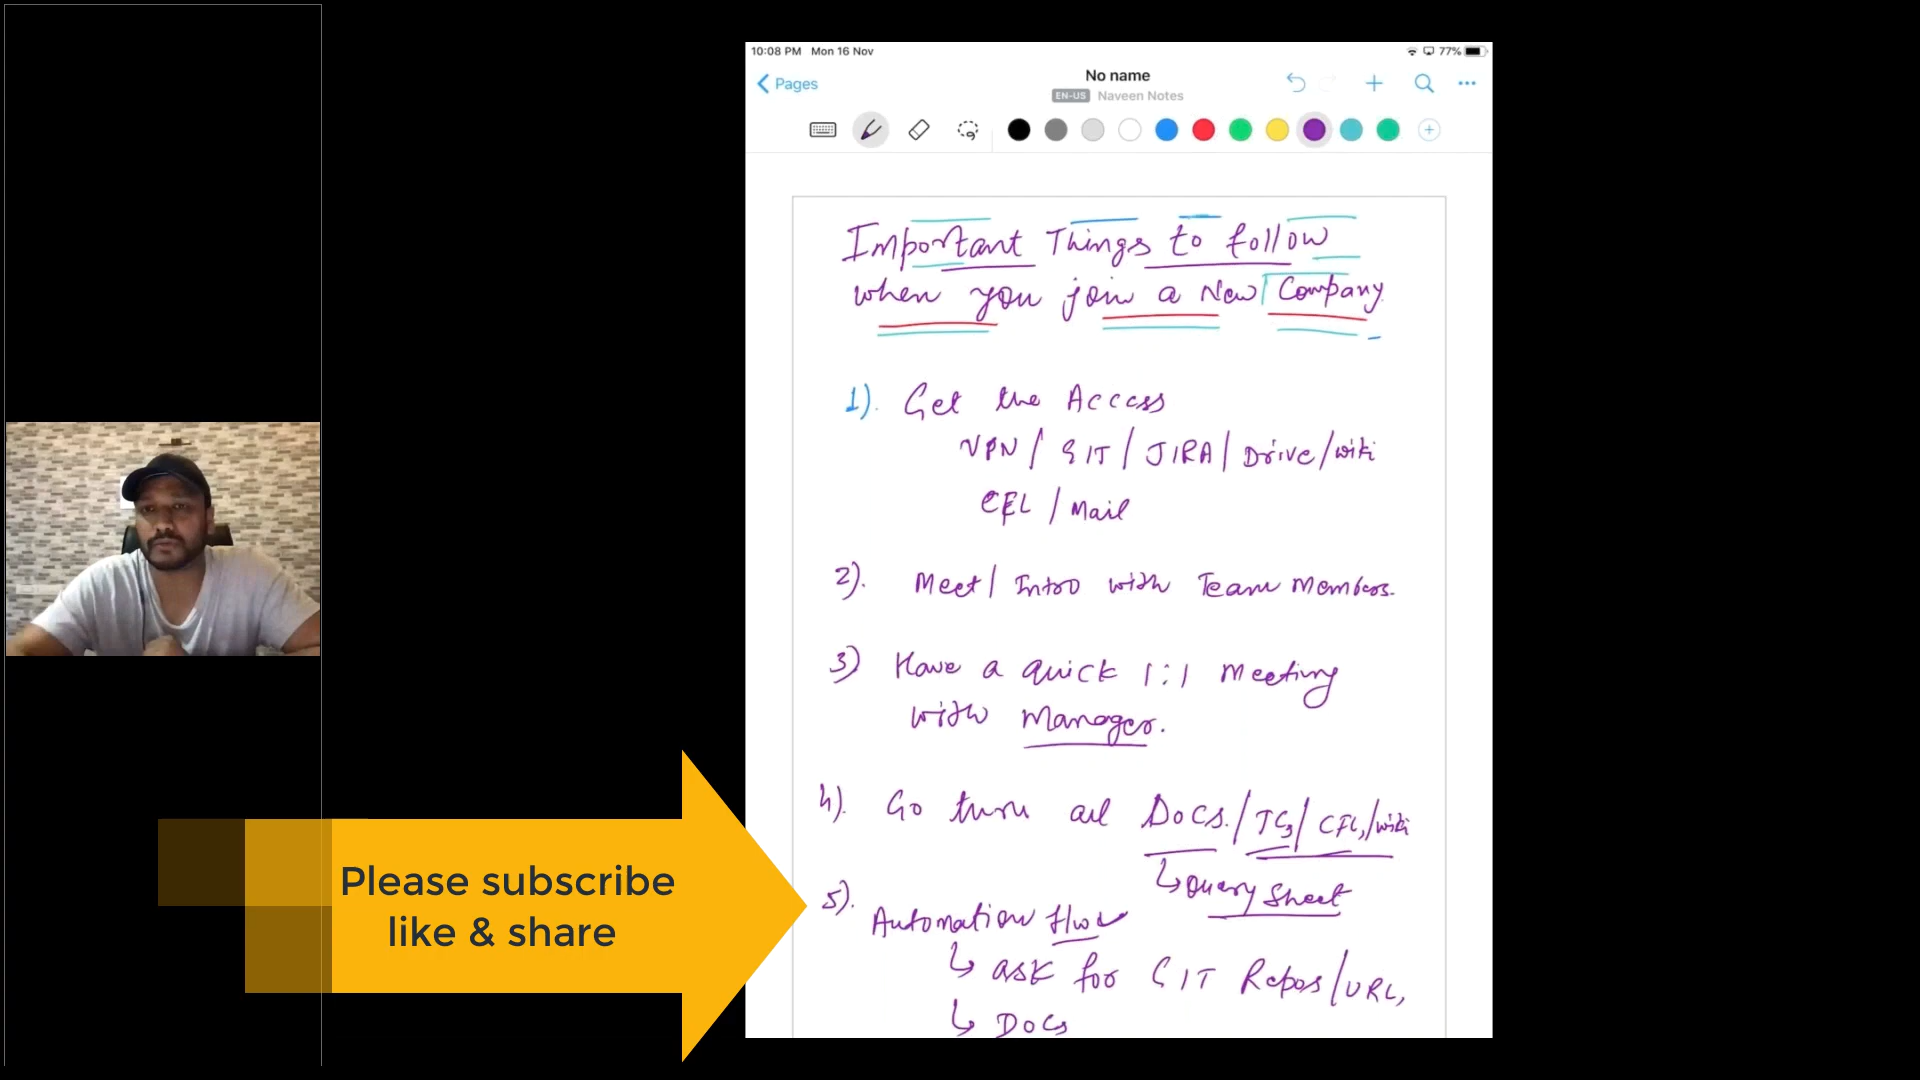 10:08 PM Mon 16 Nov
77%
Pages
No name
EN-US Naveen Notes
Important Things to follow
when you join a New Company
1). Get the Access
VPN / GIT / JIRA / Drive / wiki
CFL / Mail
2). Meet / Intro with Team Members.
3) Have a quick 1:1 Meeting
with Manager.
4). Go turu all Docs. / TCs / CFL, / wiki
↳ Query Sheet
5). Automation flow
↳ ask for GIT Repos / URL,
↳ Docs
Please subscribe
like & share